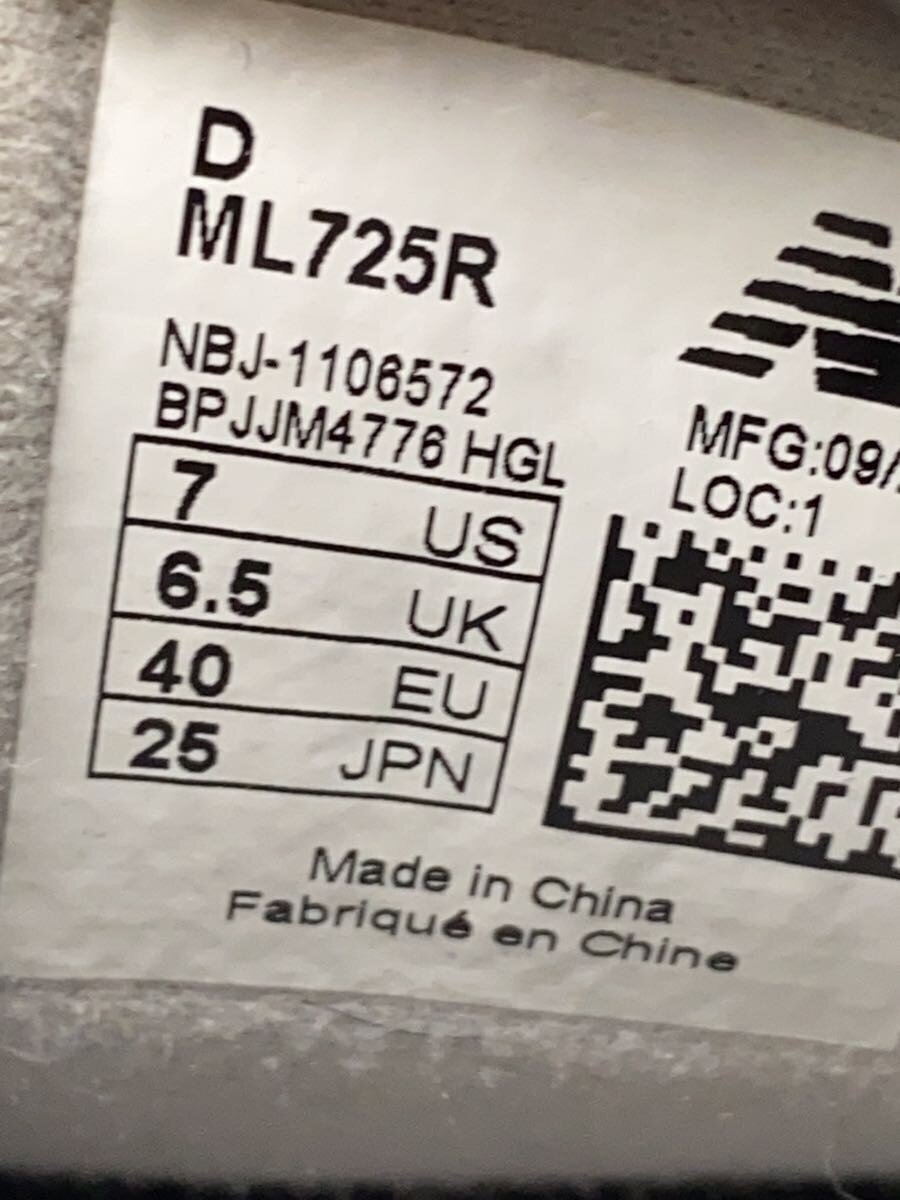 D
ML725R
NBJ-1106572
BPJJM4776 HGL
7 US
6.5 UK
40 EU
25 JPN
MFG:09/
LOC:1
Made in China
Fabriqué en Chine